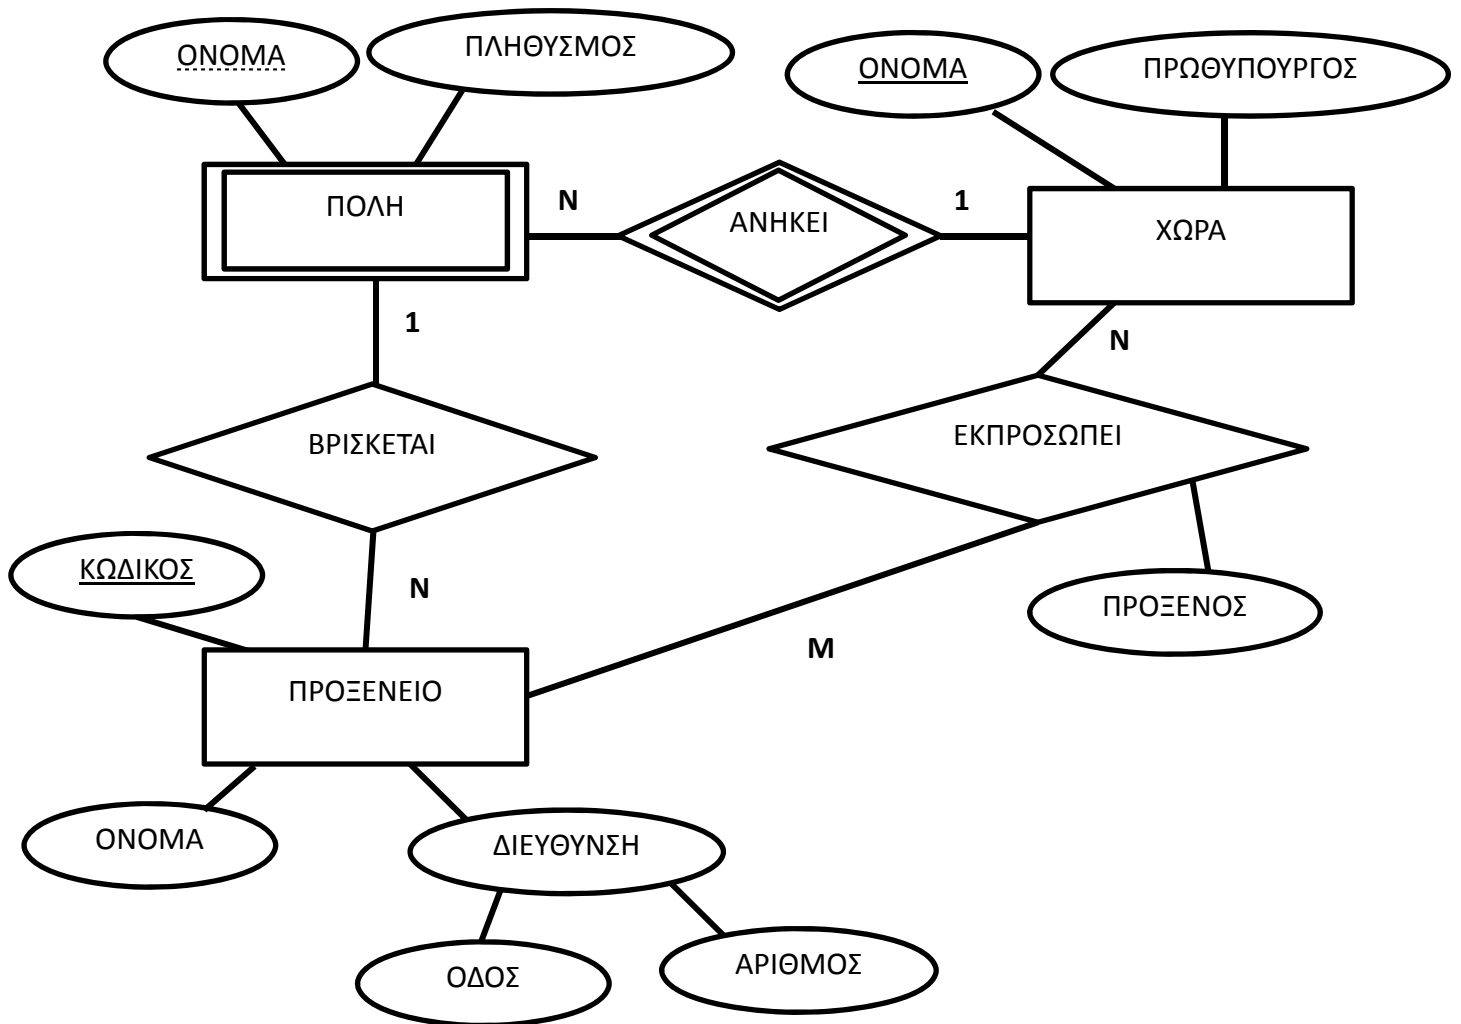 ΟΝΟΜΑ
ΠΛΗΘΥΣΜΟΣ
ΟΝΟΜΑ
ΠΡΩΘΥΠΟΥΡΓΟΣ
ΠΟΛΗ
N
ΑΝΗΚΕΙ
1
ΧΩΡΑ
1
N
ΒΡΙΣΚΕΤΑΙ
ΕΚΠΡΟΣΩΠΕΙ
ΚΩΔΙΚΟΣ
N
ΠΡΟΞΕΝΟΣ
M
ΠΡΟΞΕΝΕΙΟ
ΟΝΟΜΑ
ΔΙΕΥΘΥΝΣΗ
ΟΔΟΣ
ΑΡΙΘΜΟΣ